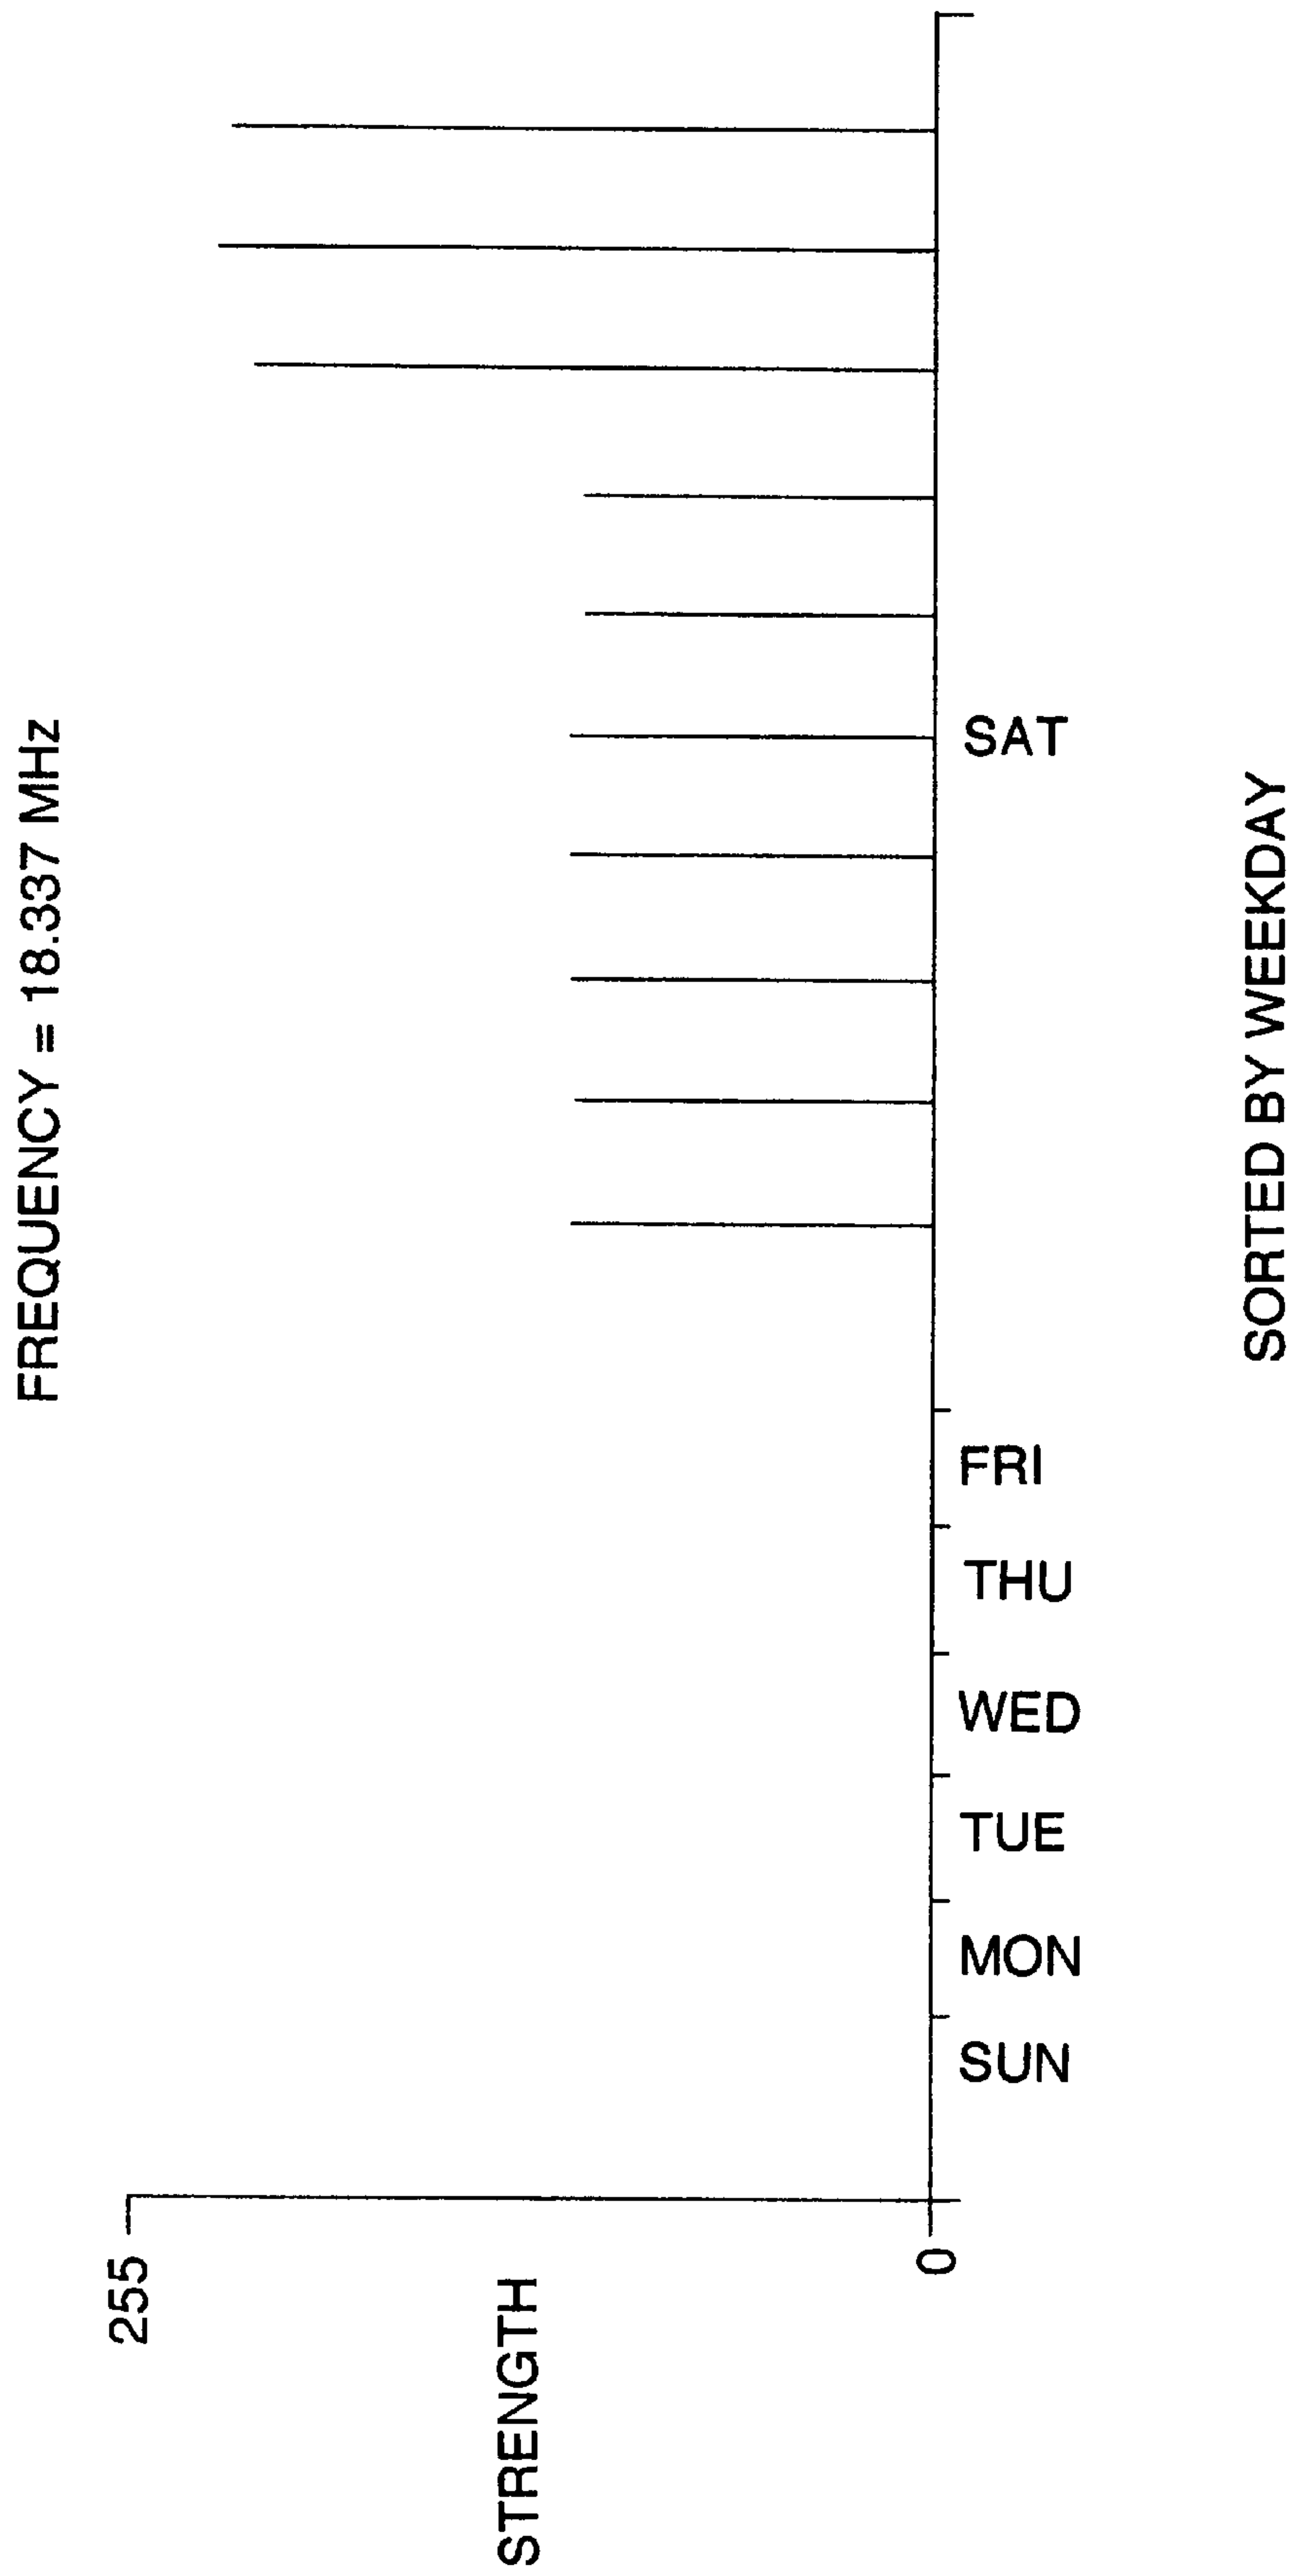 FREQUENCY = 18.337 MHz
255
STRENGTH
0
SUN
MON
TUE
WED
THU
FRI
SAT
SORTED BY WEEKDAY